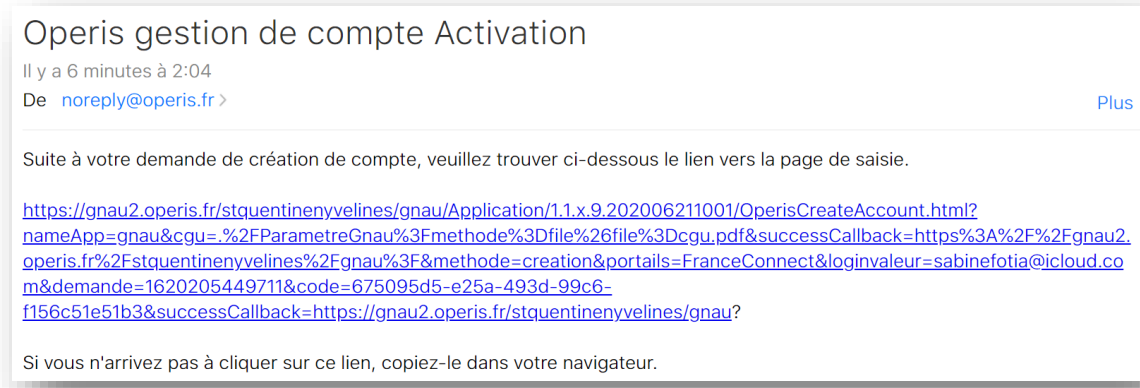 Operis gestion de compte Activation
Il y a 6 minutes à 2:04
De noreply@operis.fr >
Plus
Suite à votre demande de création de compte, veuillez trouver ci-dessous le lien vers la page de saisie.
https://gnau2.operis.fr/stquentinenyvelines/gnau/Application/1.1.x.9.202006211001/OperisCreateAccount.html?
nameApp=gnau&cgu=.%2FParametreGnau%3Fmethode%3Dfile%26file%3Dcgu.pdf&successCallback=https%3A%2F%2Fgnau2.
operis.fr%2Fstquentinenyvelines%2Fgnau%3F&methode=creation&portails=FranceConnect&loginvaleur=sabinefotia@icloud.co
m&demande=1620205449711&code=675095d5-e25a-493d-99c6-
f156c51e51b3&successCallback=https://gnau2.operis.fr/stquentinenyvelines/gnau?
Si vous n'arrivez pas à cliquer sur ce lien, copiez-le dans votre navigateur.